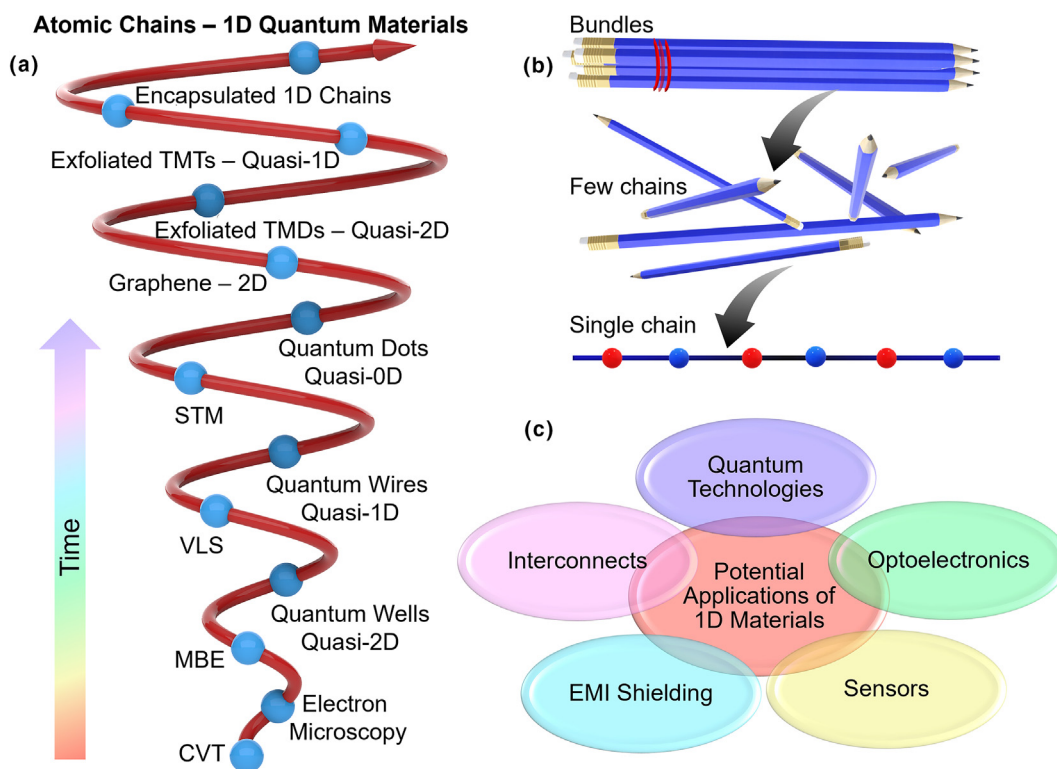 Atomic Chains – 1D Quantum Materials
(a)
Encapsulated 1D Chains
Exfoliated TMTs – Quasi-1D
Exfoliated TMDs – Quasi-2D
Graphene – 2D
Quantum Dots
Quasi-0D
STM
Quantum Wires
Quasi-1D
VLS
Quantum Wells
Quasi-2D
MBE
Electron
Microscopy
CVT
Time
(b)
Bundles
Few chains
Single chain
(c)
Quantum
Technologies
Interconnects
Optoelectronics
Potential
Applications of
1D Materials
EMI Shielding
Sensors